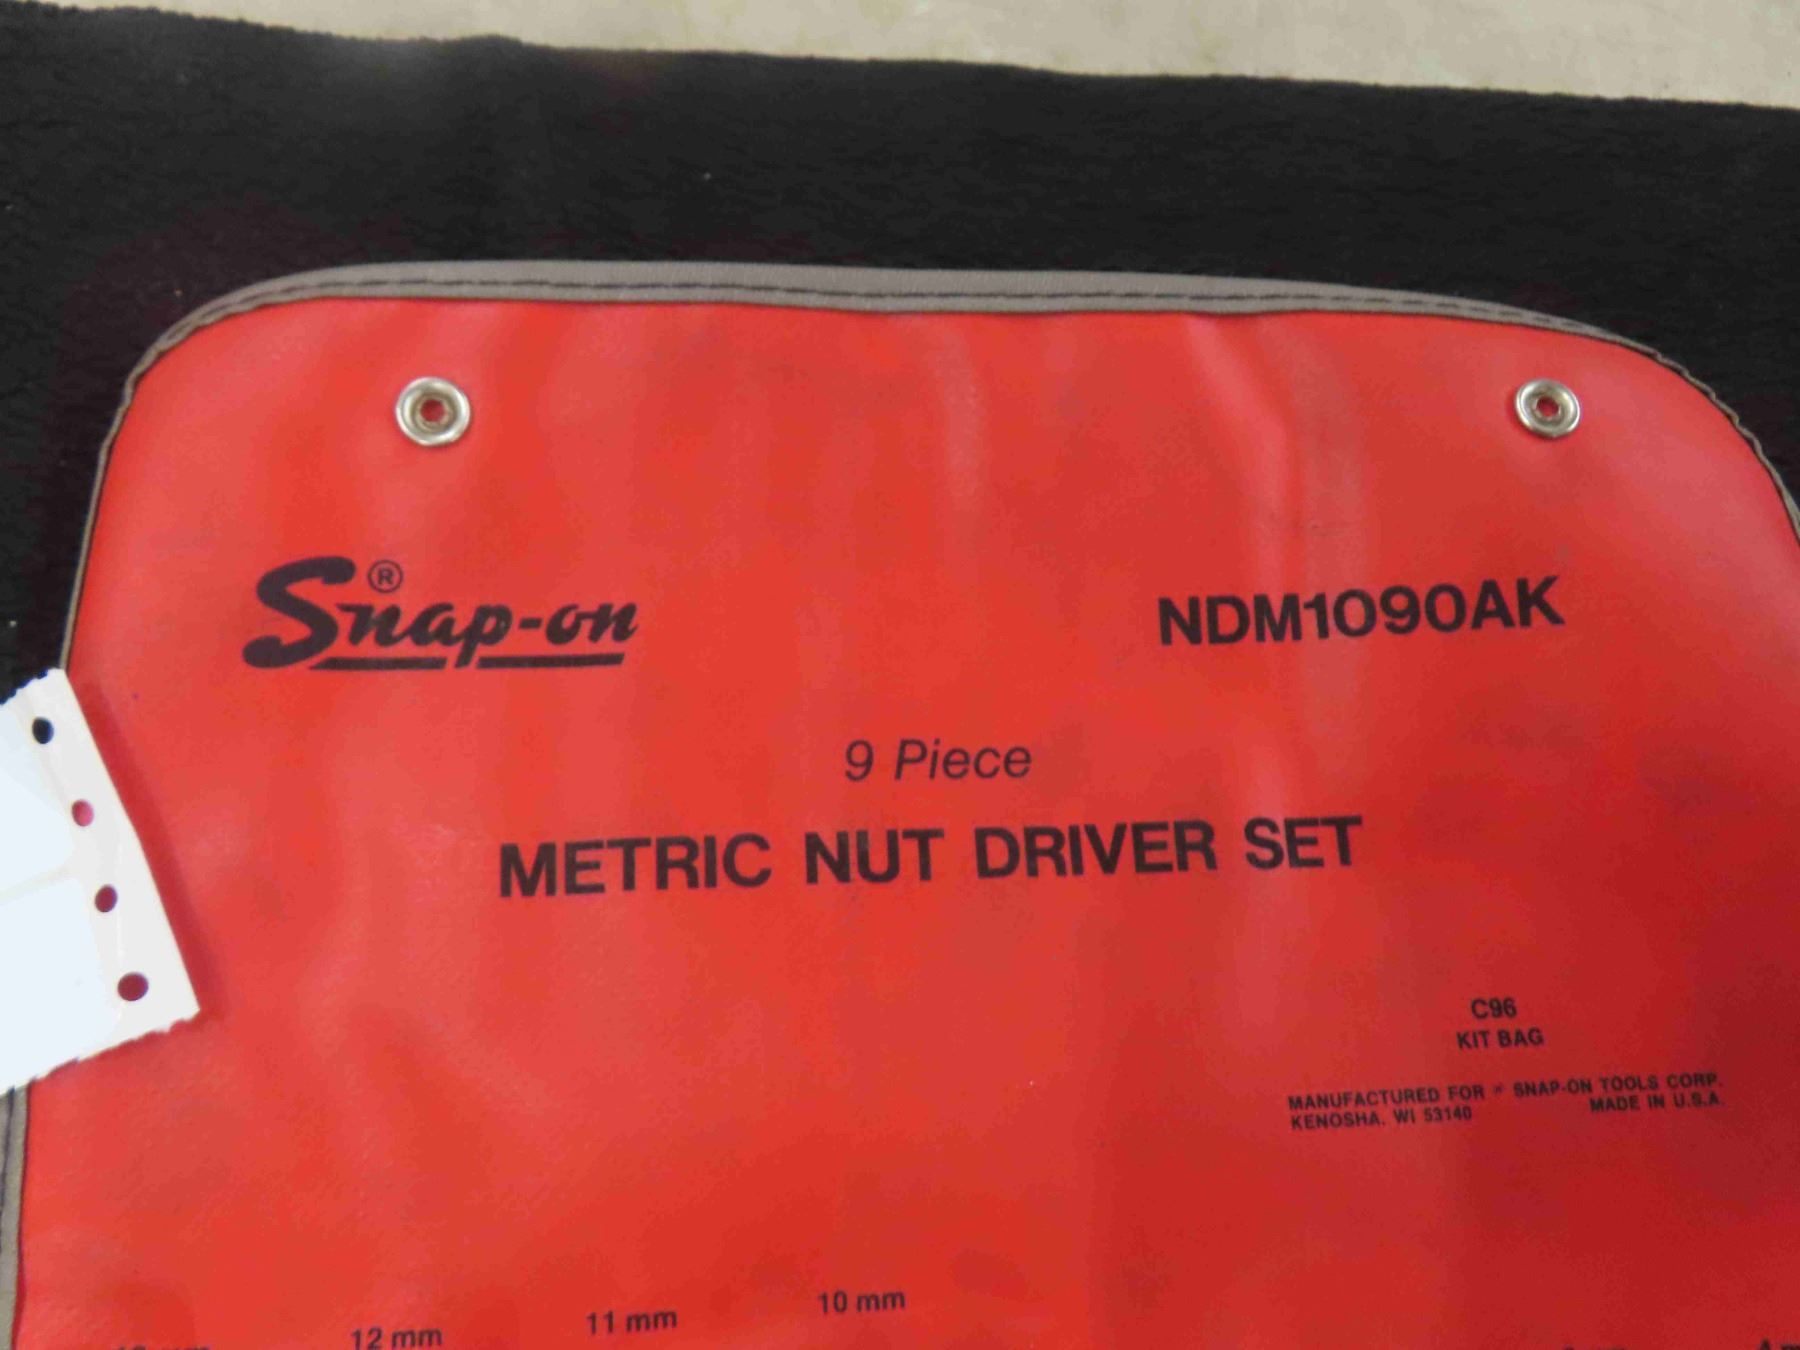 Snap-on®
NDM1090AK
9 Piece
METRIC NUT DRIVER SET
C96
KIT BAG
MANUFACTURED FOR SNAP-ON TOOLS CORP.
KENOSHA, WI 53140 MADE IN U.S.A.
12 mm 11 mm 10 mm